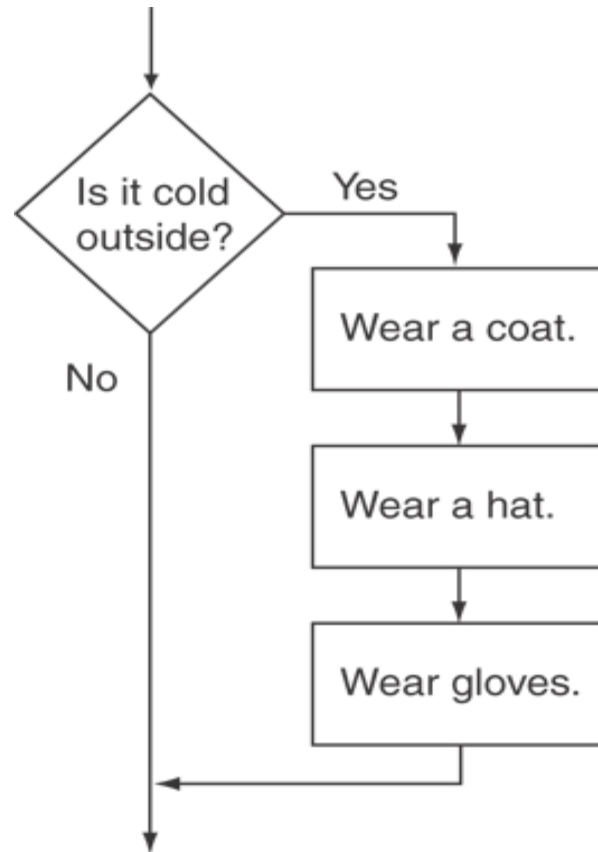 Is it cold
outside?
Yes
Wear a coat.
No
Wear a hat.
Wear gloves.